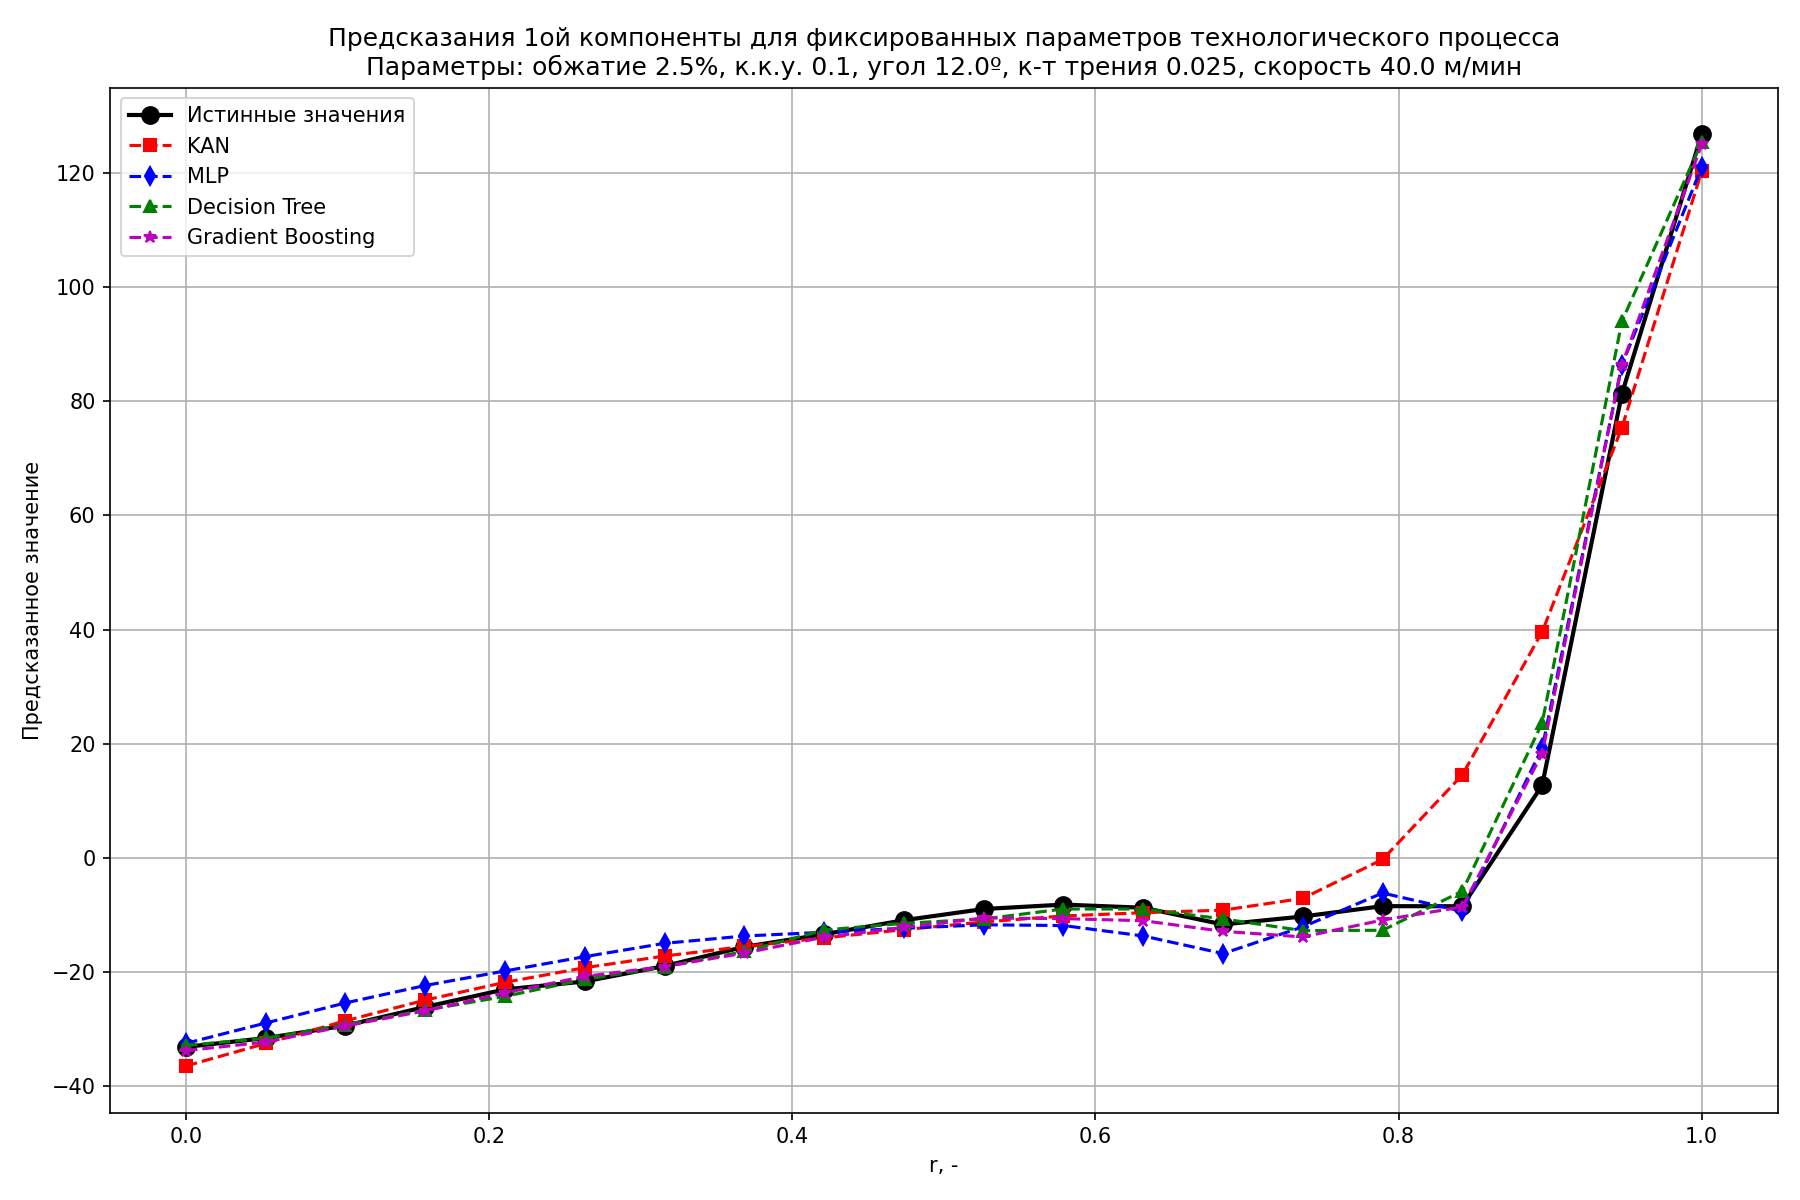 Предсказания 1ой компоненты для фиксированных параметров технологического процесса
Параметры: обжатие 2.5%, к.к.у. 0.1, угол 12.0º, к-т трения 0.025, скорость 40.0 м/мин
Истинные значения
KAN
MLP
Decision Tree
Gradient Boosting
Предсказанное значение
120
100
80
60
40
20
0
−20
−40
0.0
0.2
0.4
0.6
0.8
1.0
r, -